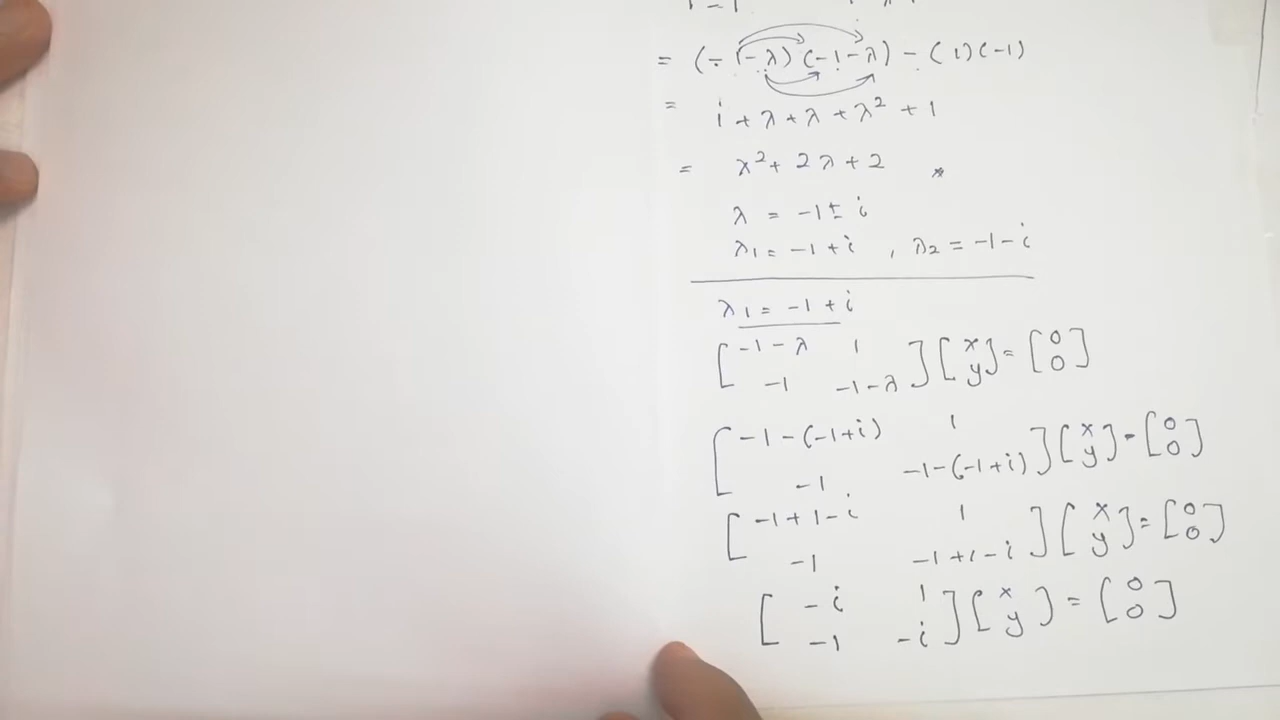 = (-1-λ)(-1-λ) - (1)(-1)
= 1 + λ + λ + λ² + 1
= λ² + 2λ + 2 *
λ = -1 ± i
λ1 = -1 + i , λ2 = -1 - i
λ1 = -1 + i
[-1-λ 1
-1 -1-λ] [x y] = [0 0]
[-1-(-1+i) 1
-1 -1-(-1+i)] [x y] = [0 0]
[-1+1-i 1
-1 -1+1-i] [x y] = [0 0]
[-i 1
-1 -i] [x y] = [0 0]